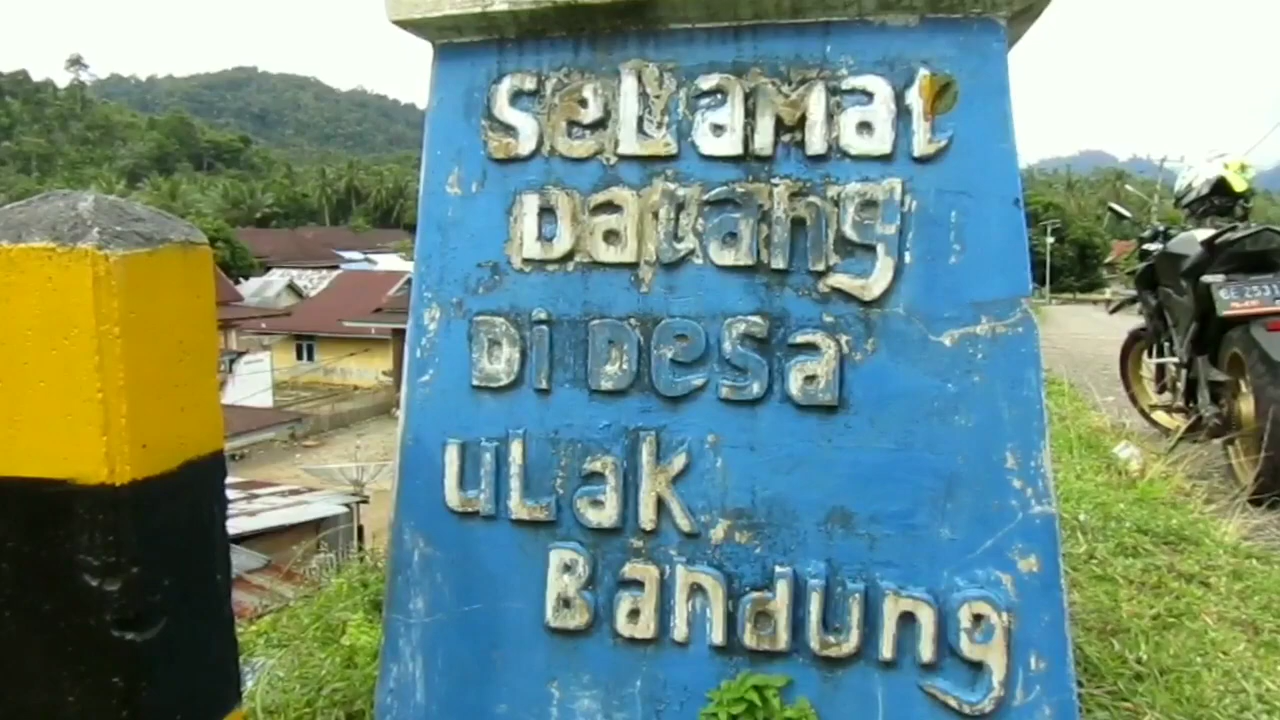 SeLamat
Datang
Di Desa
uLak
Bandung